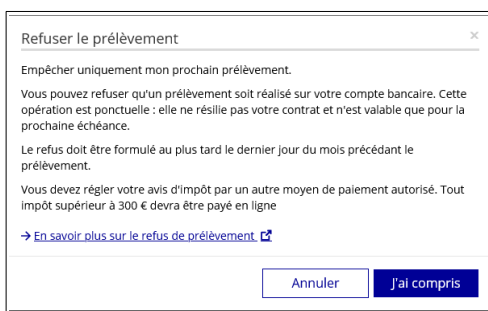 Refuser le prélèvement ×
Empêcher uniquement mon prochain prélèvement.
Vous pouvez refuser qu'un prélèvement soit réalisé sur votre compte bancaire. Cette
opération est ponctuelle : elle ne résilie pas votre contrat et n'est valable que pour la
prochaine échéance.
Le refus doit être formulé au plus tard le dernier jour du mois précédant le
prélèvement.
Vous devez régler votre avis d'impôt par un autre moyen de paiement autorisé. Tout
impôt supérieur à 300 € devra être payé en ligne
→ En savoir plus sur le refus de prélèvement
Annuler J'ai compris